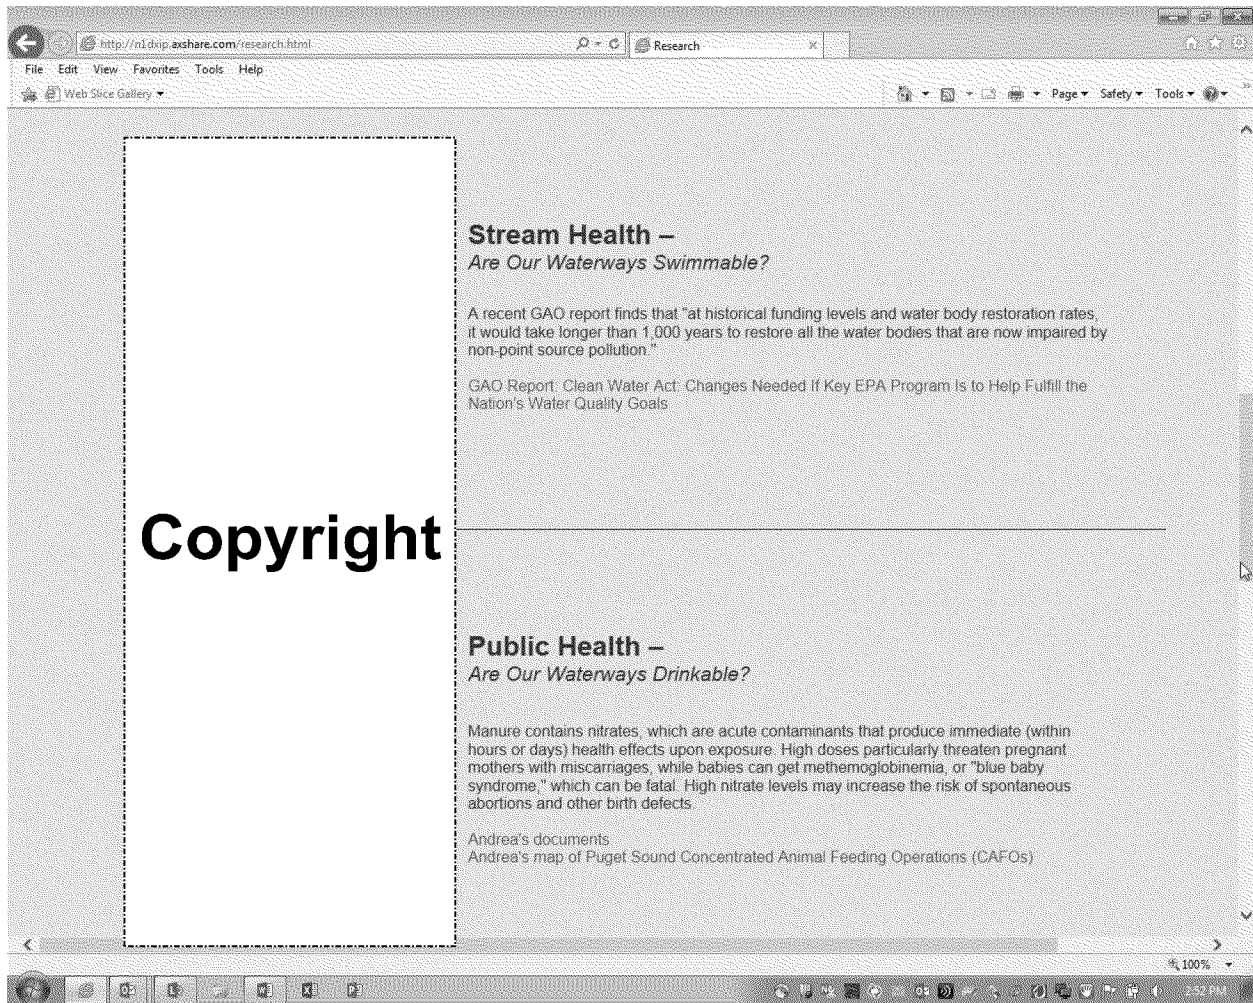 http://n1dxip.axshare.com/research.html
Research
File Edit View Favorites Tools Help
Web Slice Gallery
Page Safety Tools
Stream Health –
Are Our Waterways Swimmable?
A recent GAO report finds that "at historical funding levels and water body restoration rates,
it would take longer than 1,000 years to restore all the water bodies that are now impaired by
non-point source pollution."
GAO Report: Clean Water Act: Changes Needed If Key EPA Program Is to Help Fulfill the
Nation's Water Quality Goals
Copyright
Public Health –
Are Our Waterways Drinkable?
Manure contains nitrates, which are acute contaminants that produce immediate (within
hours or days) health effects upon exposure. High doses particularly threaten pregnant
mothers with miscarriages, while babies can get methemoglobinemia, or "blue baby
syndrome," which can be fatal. High nitrate levels may increase the risk of spontaneous
abortions and other birth defects.
Andrea's documents
Andrea's map of Puget Sound Concentrated Animal Feeding Operations (CAFOs)
100%
2:52 PM